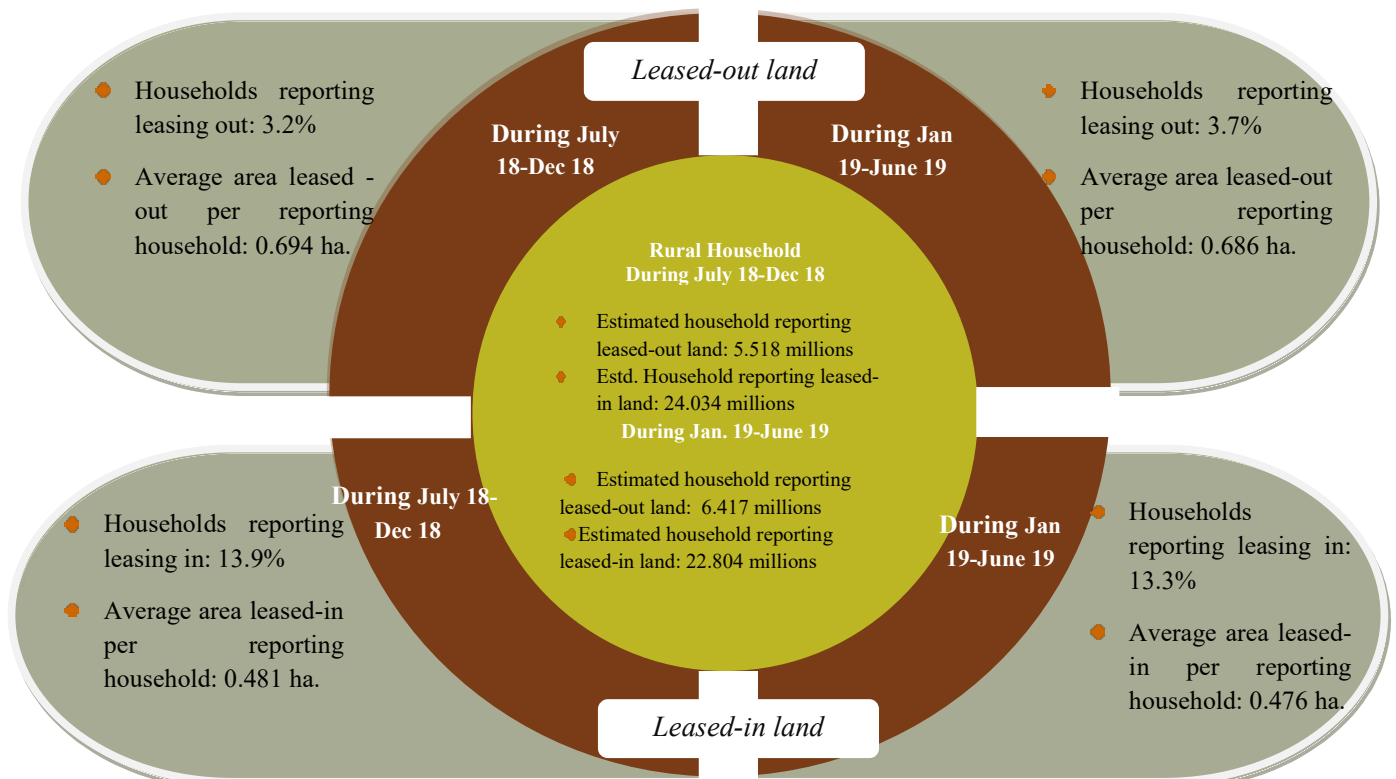 Leased-out land
Households reporting
leasing out: 3.2%
Average area leased -
out per reporting
household: 0.694 ha.
During July
18-Dec 18
During Jan
19-June 19
Households reporting
leasing out: 3.7%
Average area leased-out
per reporting
household: 0.686 ha.
Rural Household
During July 18-Dec 18
Estimated household reporting
leased-out land: 5.518 millions
Estd. Household reporting leased-
in land: 24.034 millions
During Jan. 19-June 19
Estimated household reporting
leased-out land: 6.417 millions
Estimated household reporting
leased-in land: 22.804 millions
Households reporting
leasing in: 13.9%
Average area leased-in
per reporting
household: 0.481 ha.
During July 18-
Dec 18
During Jan
19-June 19
Households
reporting leasing in:
13.3%
Average area leased-
in per reporting
household: 0.476 ha.
Leased-in land